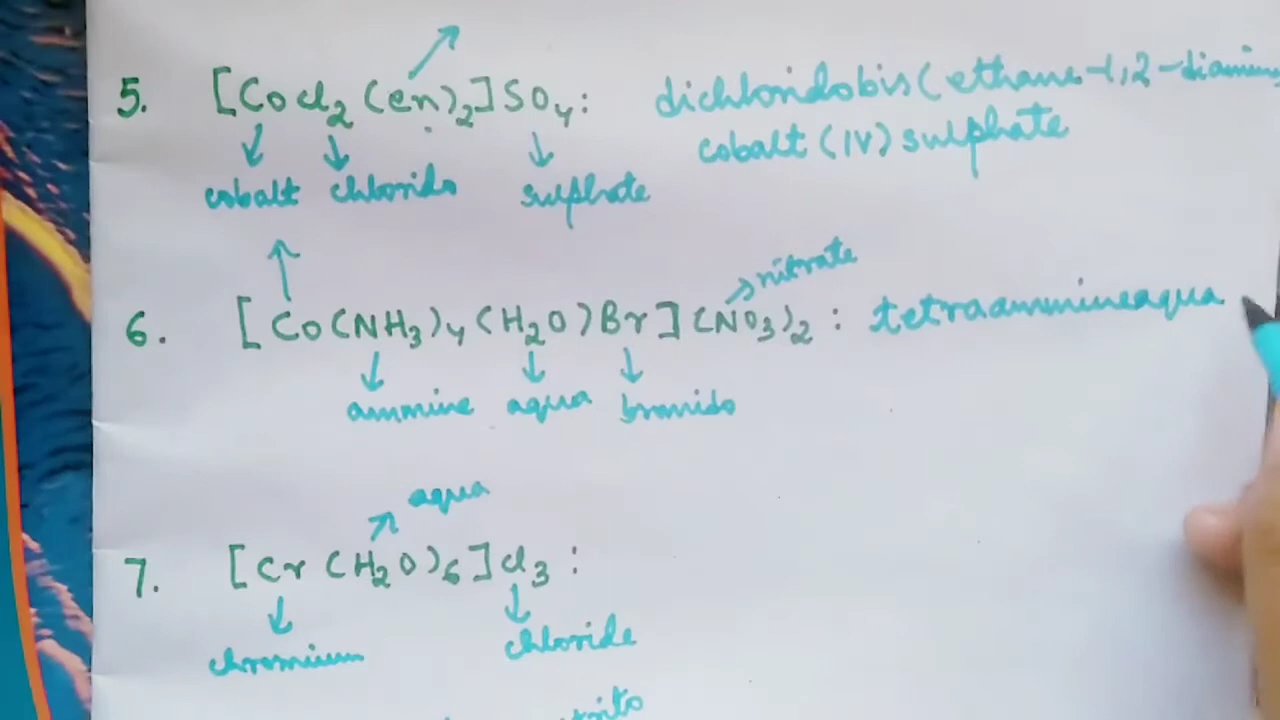 5. [CoCl2(en)2]SO4: dichloridobis(ethane-1,2-diamine
cobalt(IV)sulphate
cobalt chlorido sulphate
nitrate
6. [Co(NH3)4(H2O)Br](NO3)2: tetraammineaqua
ammine aqua bromido
aqua
7. [Cr(H2O)6]Cl3:
chromium chloride